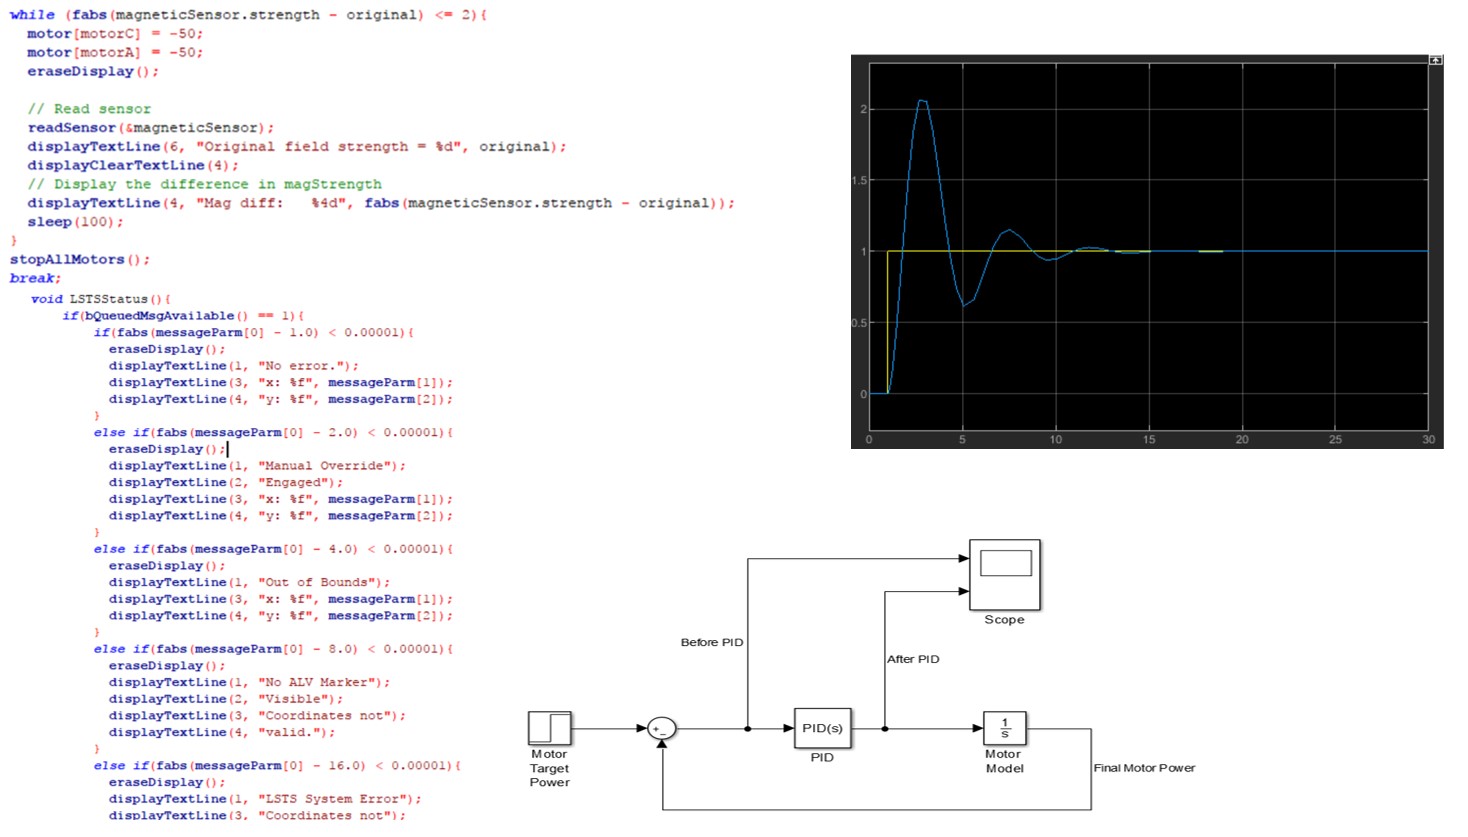 while (fabs(magneticSensor.strength - original) <= 2){
motor[motorC] = -50;
motor[motorA] = -50;
eraseDisplay();
// Read sensor
readSensor(&magneticSensor);
displayTextLine(6, "Original field strength = %d", original);
displayClearTextLine(4);
// Display the difference in magStrength
displayTextLine(4, "Mag diff:   %4d", fabs(magneticSensor.strength - original));
sleep(100);
}
stopAllMotors();
break;
void LSTSStatus(){
if(bQueuedMsgAvailable() == 1){
if(fabs(messageParm[0] - 1.0) < 0.00001){
eraseDisplay();
displayTextLine(1, "No error.");
displayTextLine(3, "x: %f", messageParm[1]);
displayTextLine(4, "y: %f", messageParm[2]);
}
else if(fabs(messageParm[0] - 2.0) < 0.00001){
eraseDisplay();
displayTextLine(1, "Manual Override");
displayTextLine(2, "Engaged");
displayTextLine(3, "x: %f", messageParm[1]);
displayTextLine(4, "y: %f", messageParm[2]);
}
else if(fabs(messageParm[0] - 4.0) < 0.00001){
eraseDisplay();
displayTextLine(1, "Out of Bounds");
displayTextLine(3, "x: %f", messageParm[1]);
displayTextLine(4, "y: %f", messageParm[2]);
}
else if(fabs(messageParm[0] - 8.0) < 0.00001){
eraseDisplay();
displayTextLine(1, "No ALV Marker");
displayTextLine(2, "Visible");
displayTextLine(3, "Coordinates not");
displayTextLine(4, "valid.");
}
else if(fabs(messageParm[0] - 16.0) < 0.00001){
eraseDisplay();
displayTextLine(1, "LSTS System Error");
displayTextLine(3, "Coordinates not");
2
1.5
1
0.5
0
0 5 10 15 20 25 30
Scope
Before PID
After PID
+
-
PID(s)
1
s
Motor
Target
Power
PID
Motor
Model
Final Motor Power